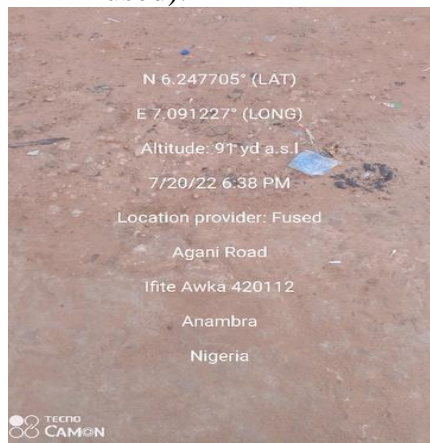 N 6.247705° (LAT)
E 7.091227° (LONG)
Altitude: 91 yd a.s.l
7/20/22 6:38 PM
Location provider: Fused
Agani Road
Ifite Awka 420112
Anambra
Nigeria
TECNO
CAMON